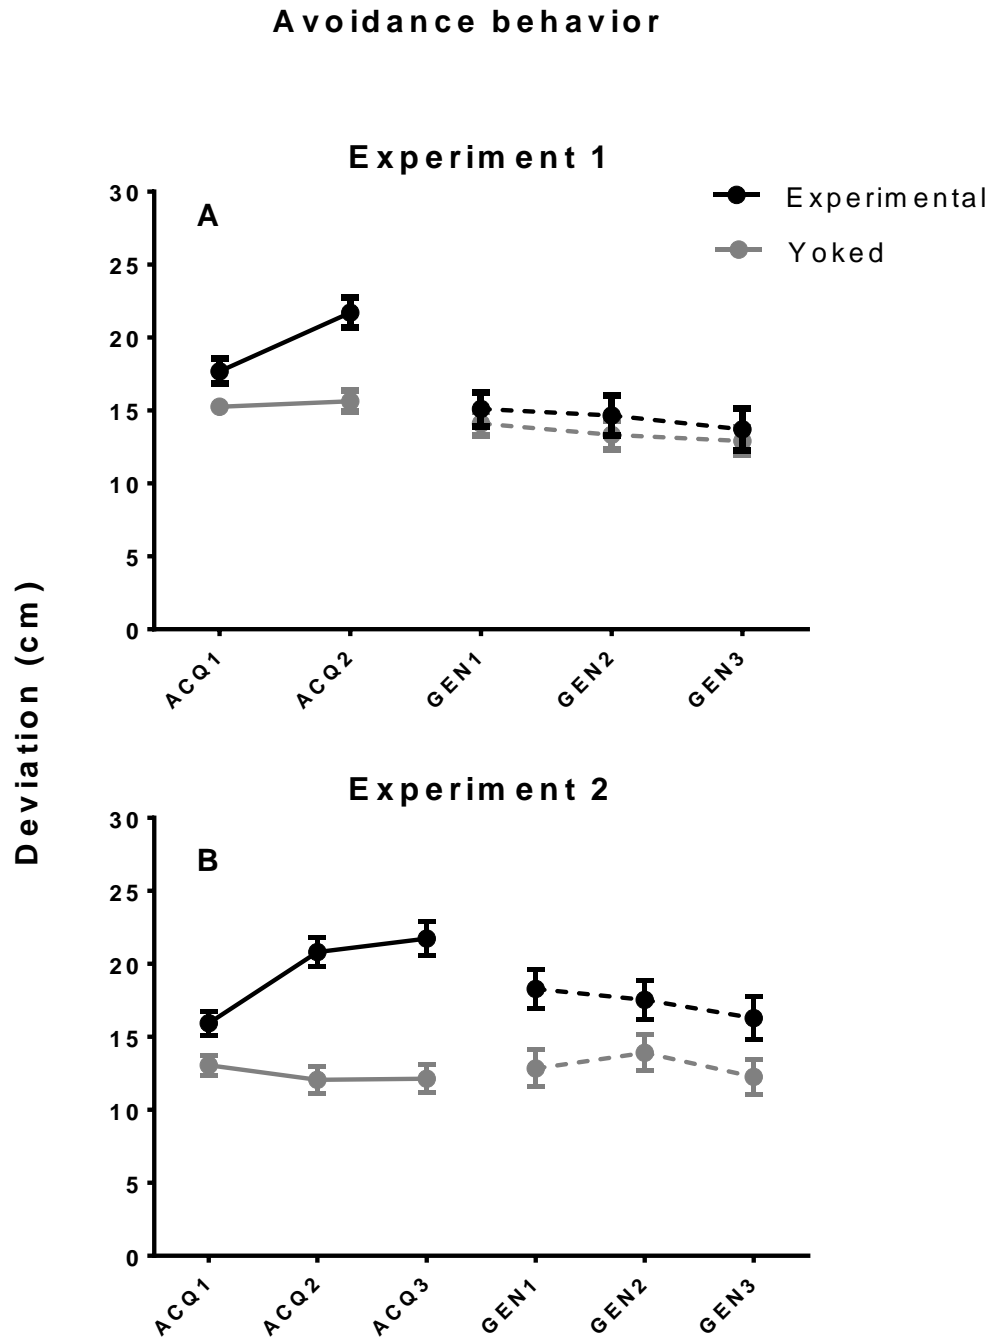 Avoidance behavior
Experiment 1
A
Experimental
Yoked
30
25
20
15
10
5
0
ACQ1
ACQ2
GEN1
GEN2
GEN3
Deviation (cm)
Experiment 2
B
30
25
20
15
10
5
0
ACQ1
ACQ2
ACQ3
GEN1
GEN2
GEN3